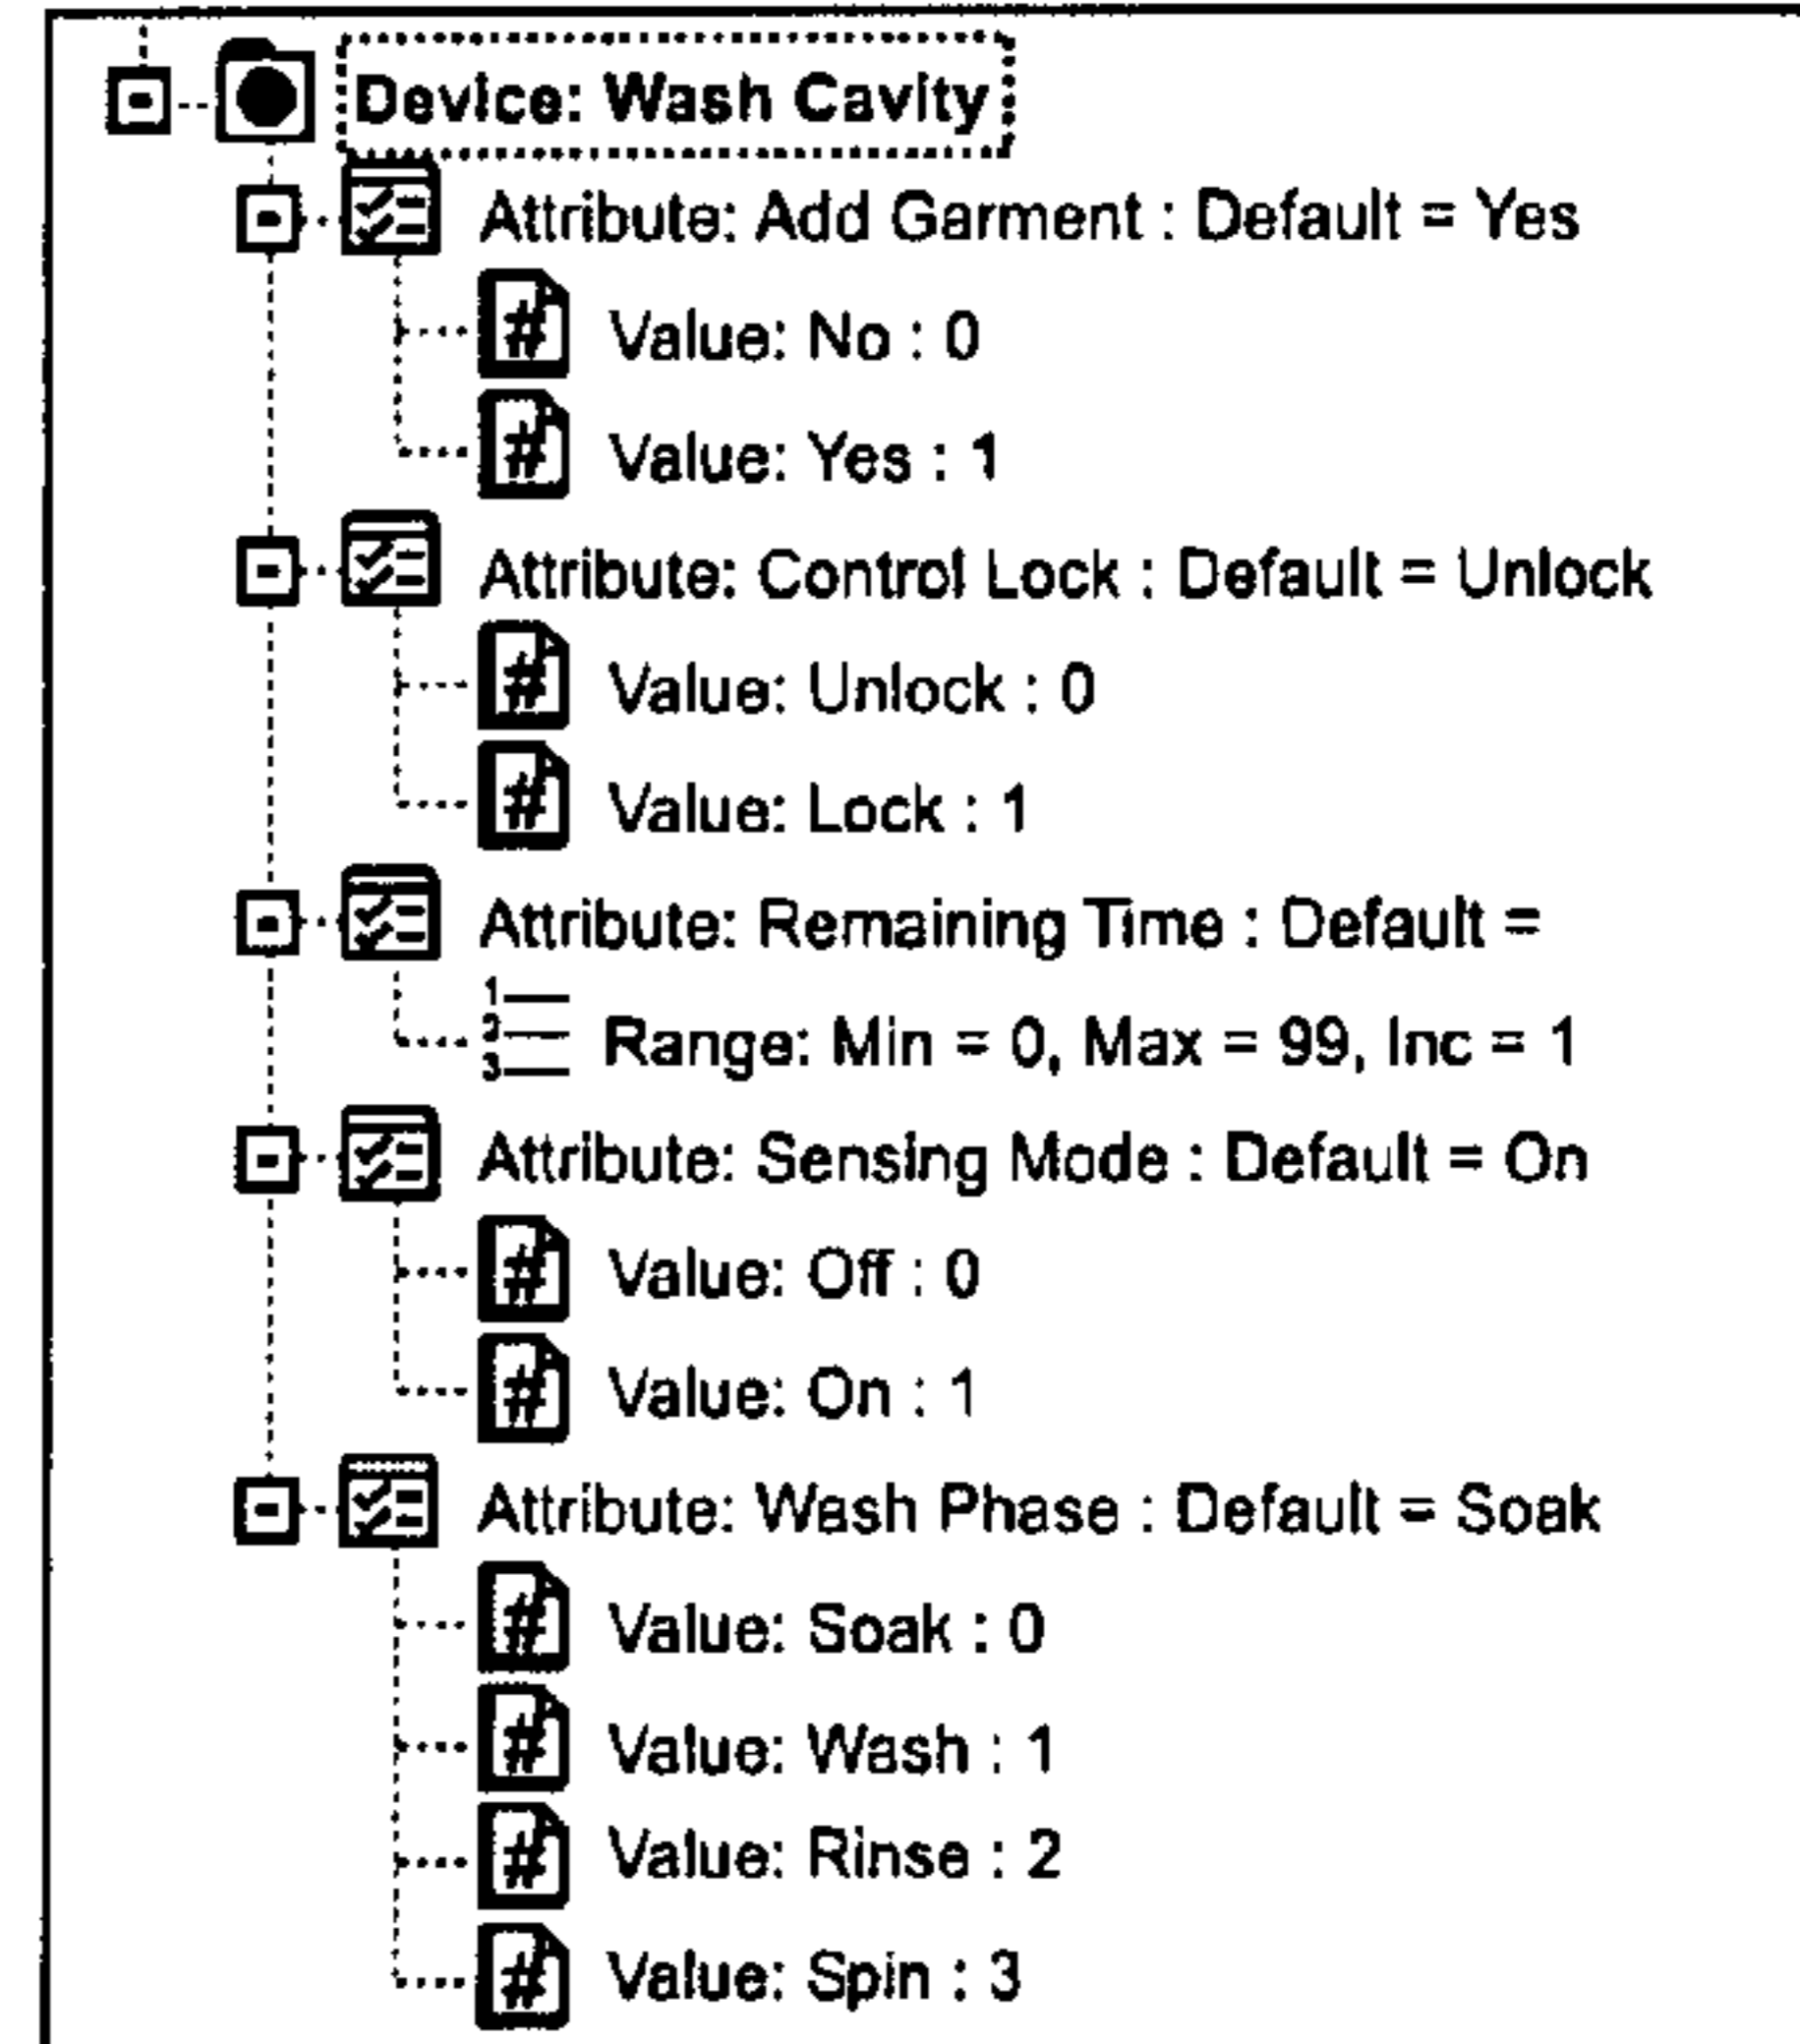 Device: Wash Cavity
Attribute: Add Garment : Default = Yes
# Value: No : 0
# Value: Yes : 1
Attribute: Control Lock : Default = Unlock
# Value: Unlock : 0
# Value: Lock : 1
Attribute: Remaining Time : Default =
1 2 3 Range: Min = 0, Max = 99, Inc = 1
Attribute: Sensing Mode : Default = On
# Value: Off : 0
# Value: On : 1
Attribute: Wash Phase : Default = Soak
# Value: Soak : 0
# Value: Wash : 1
# Value: Rinse : 2
# Value: Spin : 3